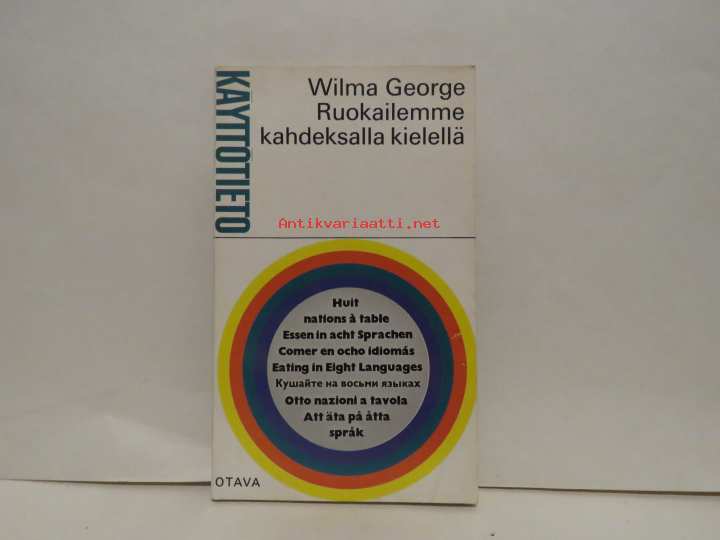 KÄYTTÖTIETO
Wilma George
Ruokailemme
kahdeksalla kielellä
Antikvariaatti.net
Huit
nations à table
Essen in acht Sprachen
Comer en ocho idiomás
Eating in Eight Languages
Кушайте на восьми языках
Otto nazioni a tavola
Att äta på åtta
språk
OTAVA